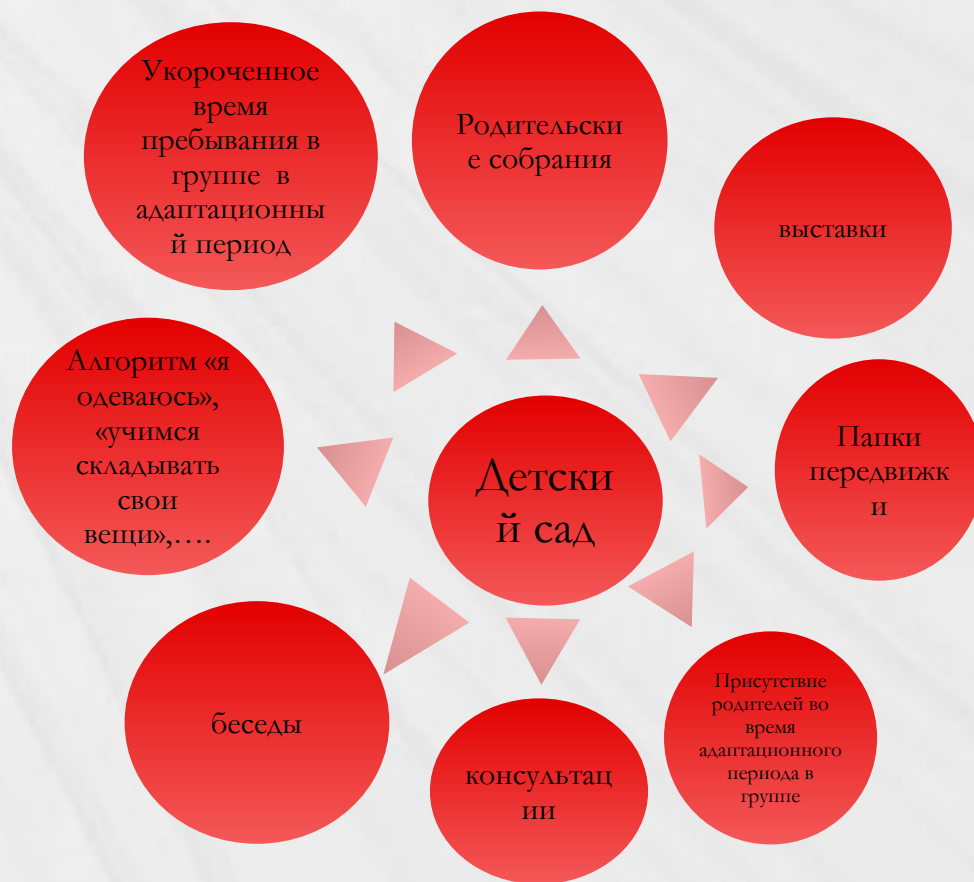 Укороченное
время
пребывания в
группе в
адаптационны
й период
Родительски
е собрания
выставки
Алгоритм «я
одеваюсь»,
«учимся
складывать
свои
вещи»,….
Детски
й сад
Папки
передвижк
и
беседы
консультац
ии
Присутствие
родителей во
время
адаптационного
периода в
группе